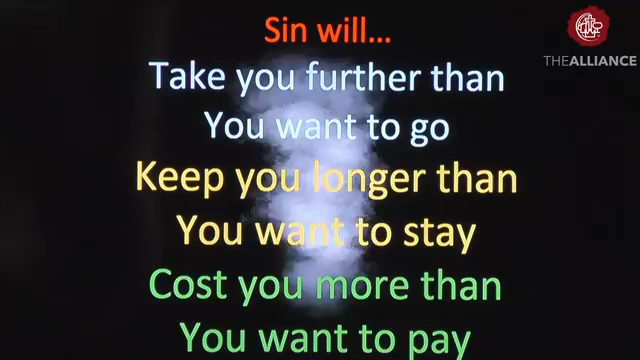 Sin will...
THEALLIANCE
Take you further than
You want to go
Keep you longer than
You want to stay
Cost you more than
You want to pay